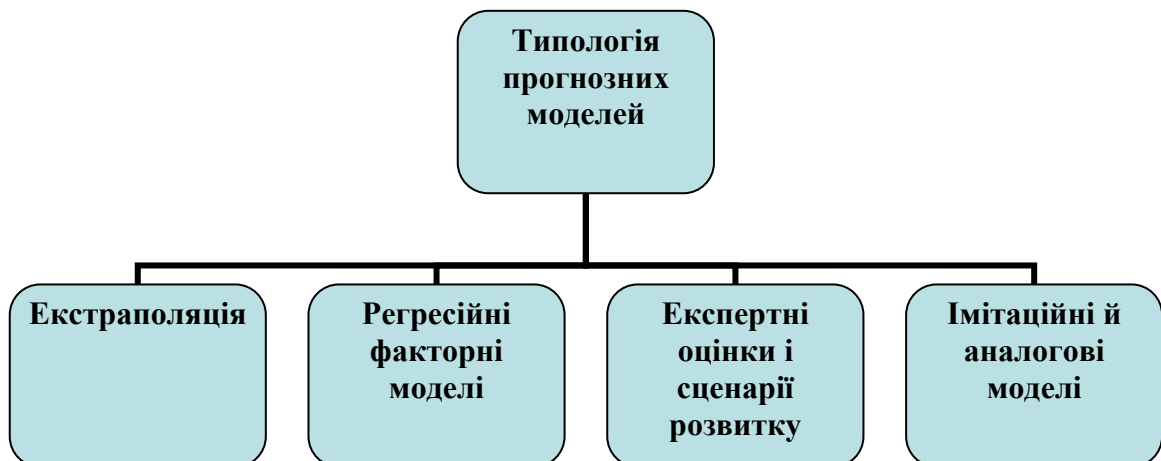 Типологія
прогнозних
моделей
Екстраполяція
Регресійні
факторні
моделі
Експертні
оцінки і
сценарії
розвитку
Імітаційні й
аналогові
моделі